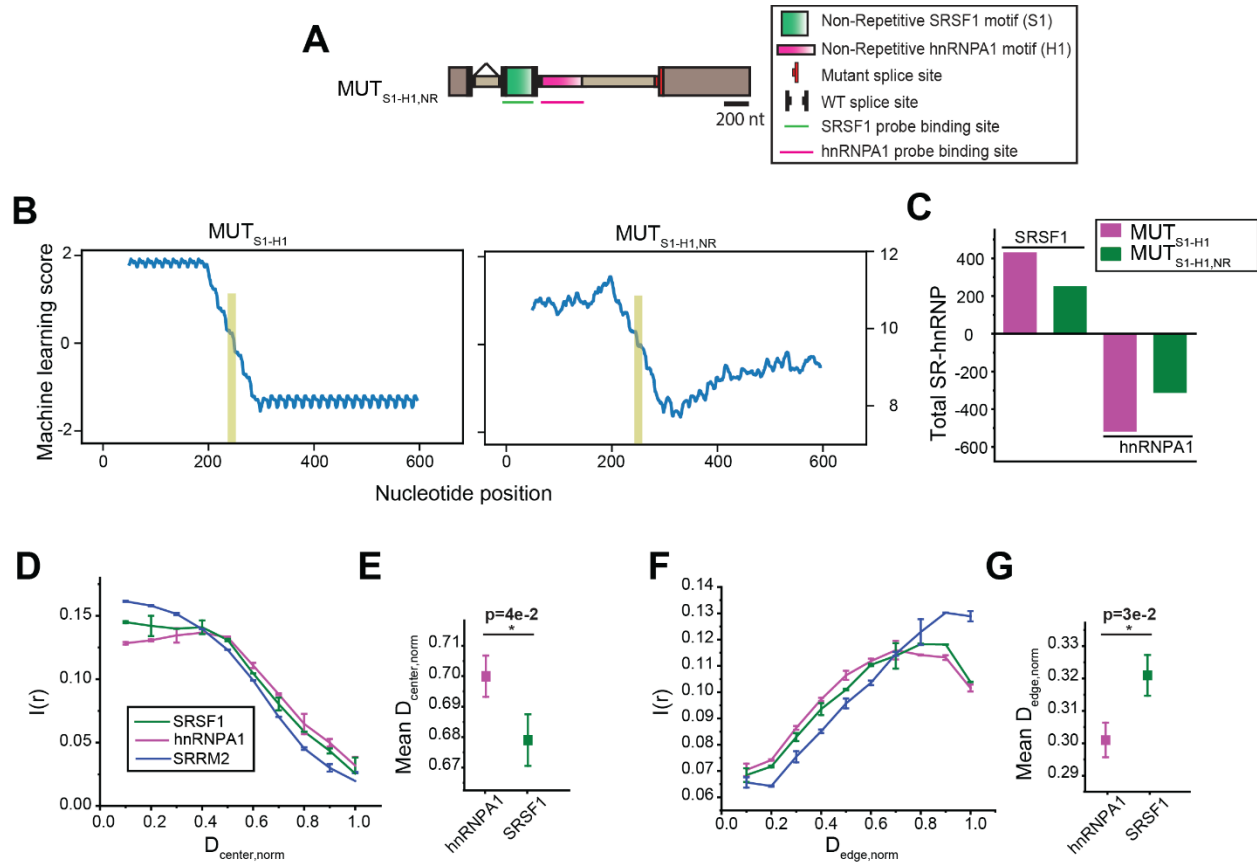 A
MUT_S1-H1,NR
200 nt
Non-Repetitive SRSF1 motif (S1)
Non-Repetitive hnRNPA1 motif (H1)
Mutant splice site
WT splice site
SRSF1 probe binding site
hnRNPA1 probe binding site
B
MUT_S1-H1
MUT_S1-H1,NR
Machine learning score
2
0
-2
0
200
400
600
12
10
8
0
200
400
600
Nucleotide position
C
MUT_S1-H1
MUT_S1-H1,NR
SRSF1
hnRNPA1
Total SR-hnRNP
400
200
0
-200
-400
-600
D
I(r)
0.15
0.10
0.05
0.00
SRSF1
hnRNPA1
SRRM2
0.0
0.2
0.4
0.6
0.8
1.0
D_center,norm
E
p=4e-2
*
Mean D_center,norm
0.71
0.70
0.69
0.68
0.67
hnRNPA1
SRSF1
F
I(r)
0.14
0.13
0.12
0.11
0.10
0.09
0.08
0.07
0.06
0.0
0.2
0.4
0.6
0.8
1.0
D_edge,norm
G
p=3e-2
*
Mean D_edge,norm
0.33
0.32
0.31
0.30
0.29
hnRNPA1
SRSF1